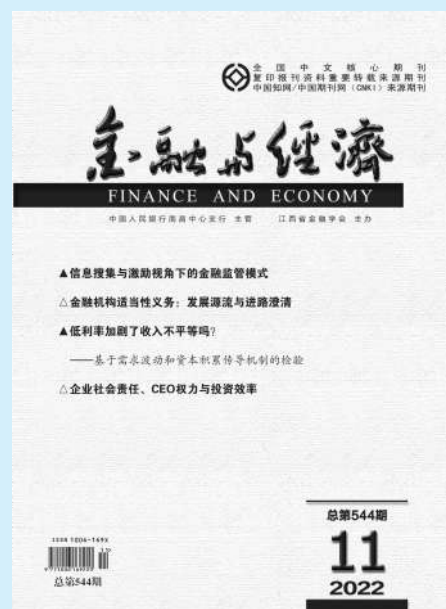 全国中文核心期刊
复印报刊资料重要转载来源期刊
中国知网/中国期刊网（CNKI）来源期刊
金融与经济
FINANCE AND ECONOMY
中国人民银行南昌中心支行 主管 江西省金融学会 主办
▲信息搜集与激励视角下的金融监管模式
△金融机构适当性义务：发展源流与进路澄清
▲低利率加剧了收入不平等吗？
——基于需求波动和资本积累传导机制的检验
△企业社会责任、CEO权力与投资效率
ISSN 1006-169X
总第544期
总第544期
11
2022